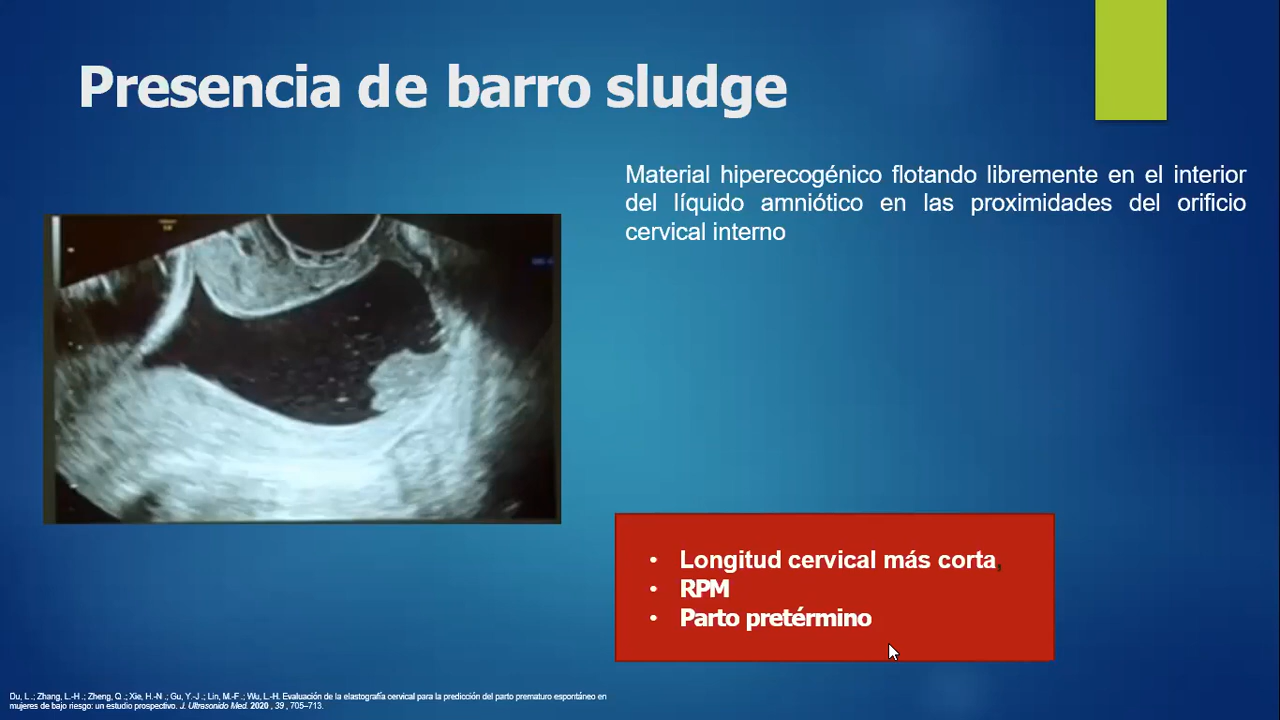 Presencia de barro sludge
Material hiperecogénico flotando libremente en el interior
del líquido amniótico en las proximidades del orificio
cervical interno
• Longitud cervical más corta,
• RPM
• Parto pretérmino
Du, L .; Zhang, L.-H .; Zheng, Q .; Xie, H.-N .; Gu, Y.-J .; Lin, M.-F .; Wu, L.-H. Evaluación de la elastografía cervical para la predicción del parto prematuro espontáneo en
mujeres de bajo riesgo: un estudio prospectivo. J. Ultrasonido Med. 2020 , 39 , 705–713.